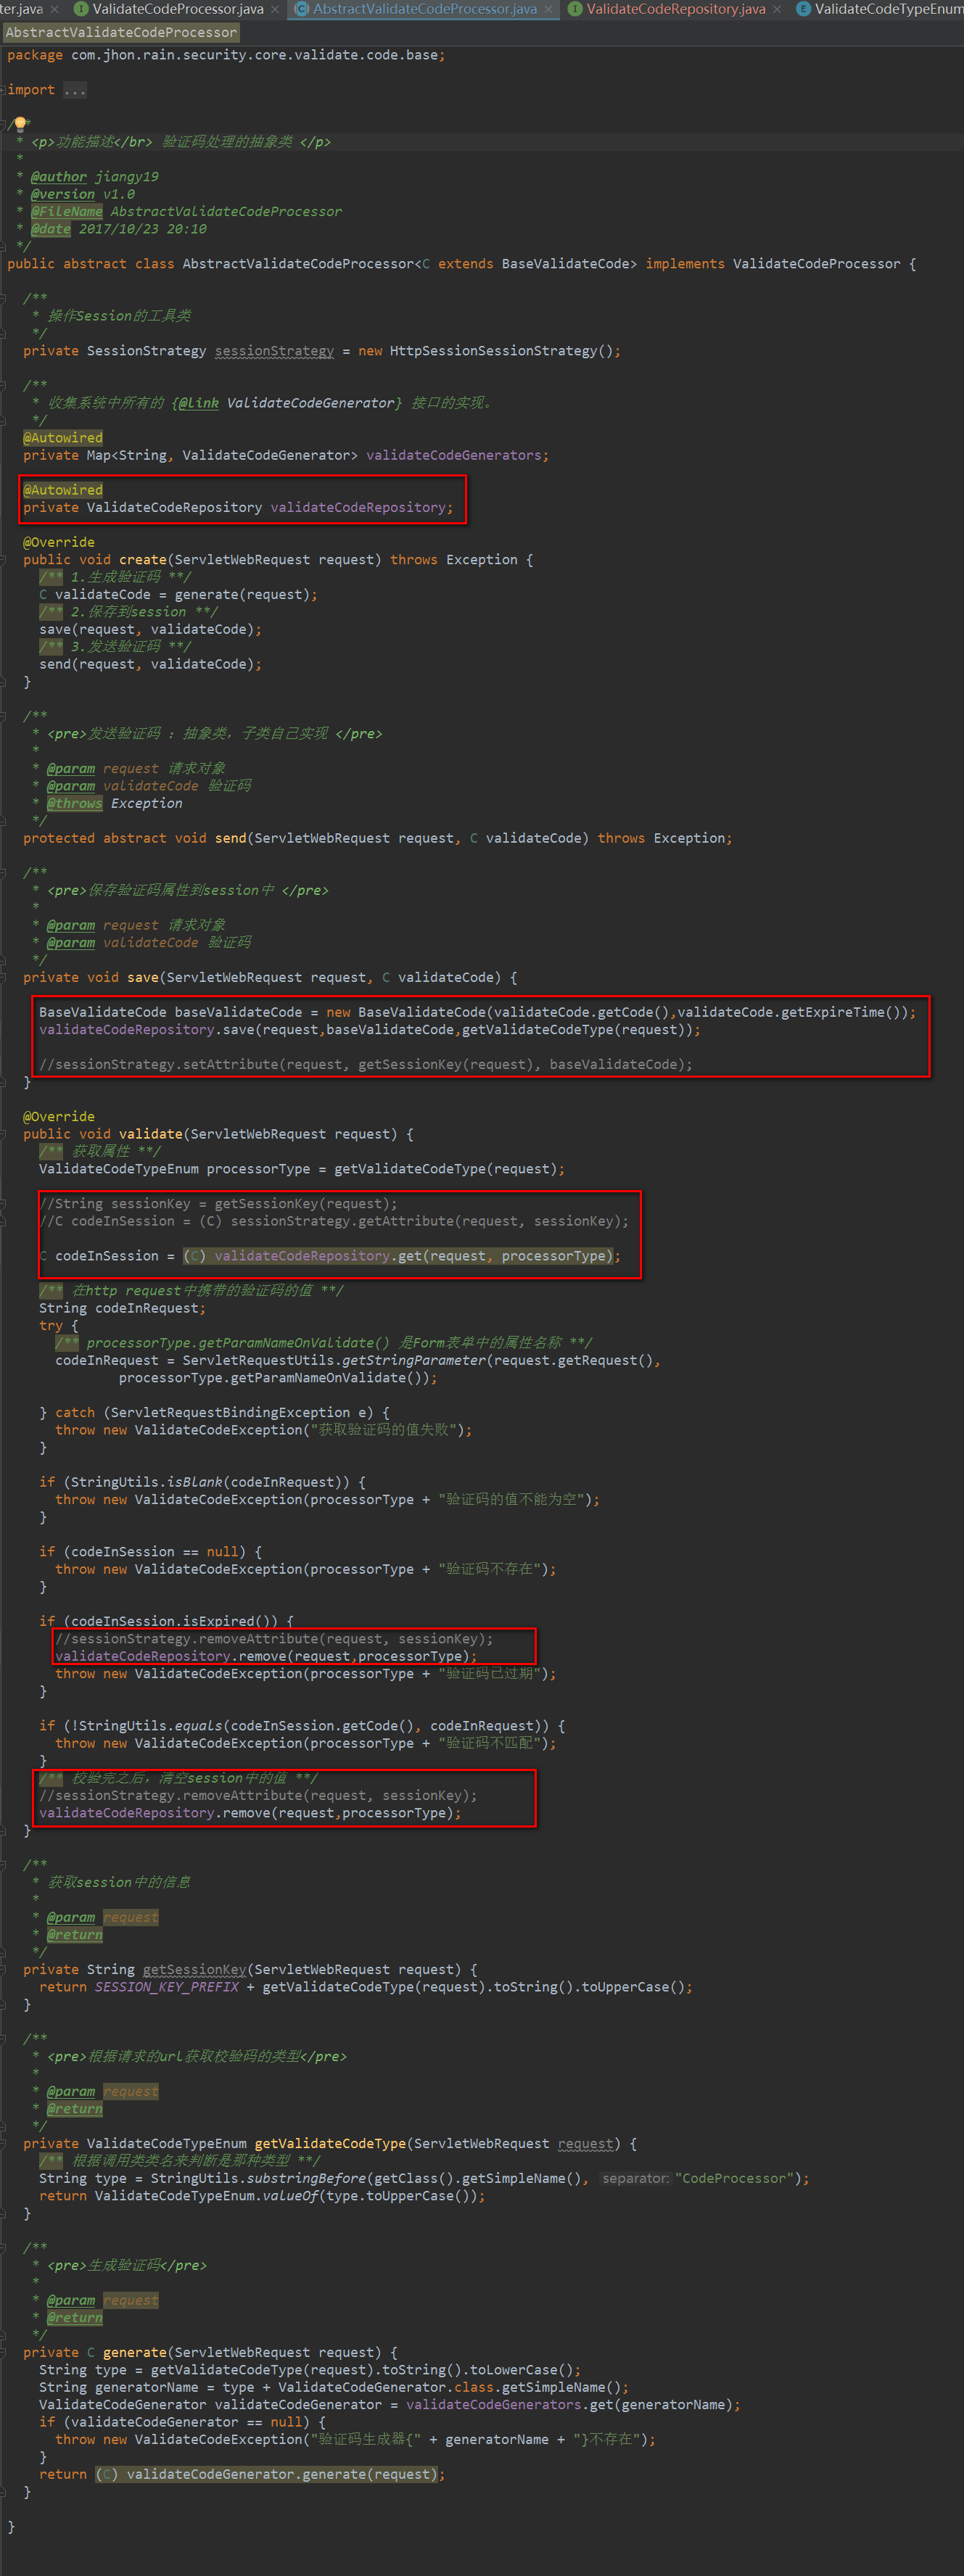 ter.java × ValidateCodeProcessor.java × AbstractValidateCodeProcessor.java × ValidateCodeRepository.java × ValidateCodeTypeEnum
AbstractValidateCodeProcessor
package com.jhon.rain.security.core.validate.code.base;
import ...
/**
 * <p>功能描述</br> 验证码处理的抽象类 </p>
 *
 * @author jiangy19
 * @version v1.0
 * @FileName AbstractValidateCodeProcessor
 * @date 2017/10/23 20:10
 */
public abstract class AbstractValidateCodeProcessor<C extends BaseValidateCode> implements ValidateCodeProcessor {
  /**
   * 操作Session的工具类
   */
  private SessionStrategy sessionStrategy = new HttpSessionSessionStrategy();
  /**
   * 收集系统中所有的 {@link ValidateCodeGenerator} 接口的实现。
   */
  @Autowired
  private Map<String, ValidateCodeGenerator> validateCodeGenerators;
  @Autowired
  private ValidateCodeRepository validateCodeRepository;
  @Override
  public void create(ServletWebRequest request) throws Exception {
    /** 1.生成验证码 **/
    C validateCode = generate(request);
    /** 2.保存到session **/
    save(request, validateCode);
    /** 3.发送验证码 **/
    send(request, validateCode);
  }
  /**
   * <pre>发送验证码 : 抽象类，子类自己实现 </pre>
   *
   * @param request 请求对象
   * @param validateCode 验证码
   * @throws Exception
   */
  protected abstract void send(ServletWebRequest request, C validateCode) throws Exception;
  /**
   * <pre>保存验证码属性到session中 </pre>
   *
   * @param request 请求对象
   * @param validateCode 验证码
   */
  private void save(ServletWebRequest request, C validateCode) {
    BaseValidateCode baseValidateCode = new BaseValidateCode(validateCode.getCode(),validateCode.getExpireTime());
    validateCodeRepository.save(request,baseValidateCode,getValidateCodeType(request));
    //sessionStrategy.setAttribute(request, getSessionKey(request), baseValidateCode);
  }
  @Override
  public void validate(ServletWebRequest request) {
    /** 获取属性 **/
    ValidateCodeTypeEnum processorType = getValidateCodeType(request);
    //String sessionKey = getSessionKey(request);
    //C codeInSession = (C) sessionStrategy.getAttribute(request, sessionKey);
    C codeInSession = (C) validateCodeRepository.get(request, processorType);
    /** 在http request中携带的验证码的值 **/
    String codeInRequest;
    try {
      /** processorType.getParamNameOnValidate() 是Form表单中的属性名称 **/
      codeInRequest = ServletRequestUtils.getStringParameter(request.getRequest(),
              processorType.getParamNameOnValidate());
    } catch (ServletRequestBindingException e) {
      throw new ValidateCodeException("获取验证码的值失败");
    }
    if (StringUtils.isBlank(codeInRequest)) {
      throw new ValidateCodeException(processorType + "验证码的值不能为空");
    }
    if (codeInSession == null) {
      throw new ValidateCodeException(processorType + "验证码不存在");
    }
    if (codeInSession.isExpired()) {
      //sessionStrategy.removeAttribute(request, sessionKey);
      validateCodeRepository.remove(request,processorType);
      throw new ValidateCodeException(processorType + "验证码已过期");
    }
    if (!StringUtils.equals(codeInSession.getCode(), codeInRequest)) {
      throw new ValidateCodeException(processorType + "验证码不匹配");
    }
    /** 校验完之后，清空session中的值 **/
    //sessionStrategy.removeAttribute(request, sessionKey);
    validateCodeRepository.remove(request,processorType);
  }
  /**
   * 获取session中的信息
   *
   * @param request
   * @return
   */
  private String getSessionKey(ServletWebRequest request) {
    return SESSION_KEY_PREFIX + getValidateCodeType(request).toString().toUpperCase();
  }
  /**
   * <pre>根据请求的url获取校验码的类型</pre>
   *
   * @param request
   * @return
   */
  private ValidateCodeTypeEnum getValidateCodeType(ServletWebRequest request) {
    /** 根据调用类类名来判断是那种类型 **/
    String type = StringUtils.substringBefore(getClass().getSimpleName(), separator: "CodeProcessor");
    return ValidateCodeTypeEnum.valueOf(type.toUpperCase());
  }
  /**
   * <pre>生成验证码</pre>
   *
   * @param request
   * @return
   */
  private C generate(ServletWebRequest request) {
    String type = getValidateCodeType(request).toString().toLowerCase();
    String generatorName = type + ValidateCodeGenerator.class.getSimpleName();
    ValidateCodeGenerator validateCodeGenerator = validateCodeGenerators.get(generatorName);
    if (validateCodeGenerator == null) {
      throw new ValidateCodeException("验证码生成器{" + generatorName + "}不存在");
    }
    return (C) validateCodeGenerator.generate(request);
  }
}